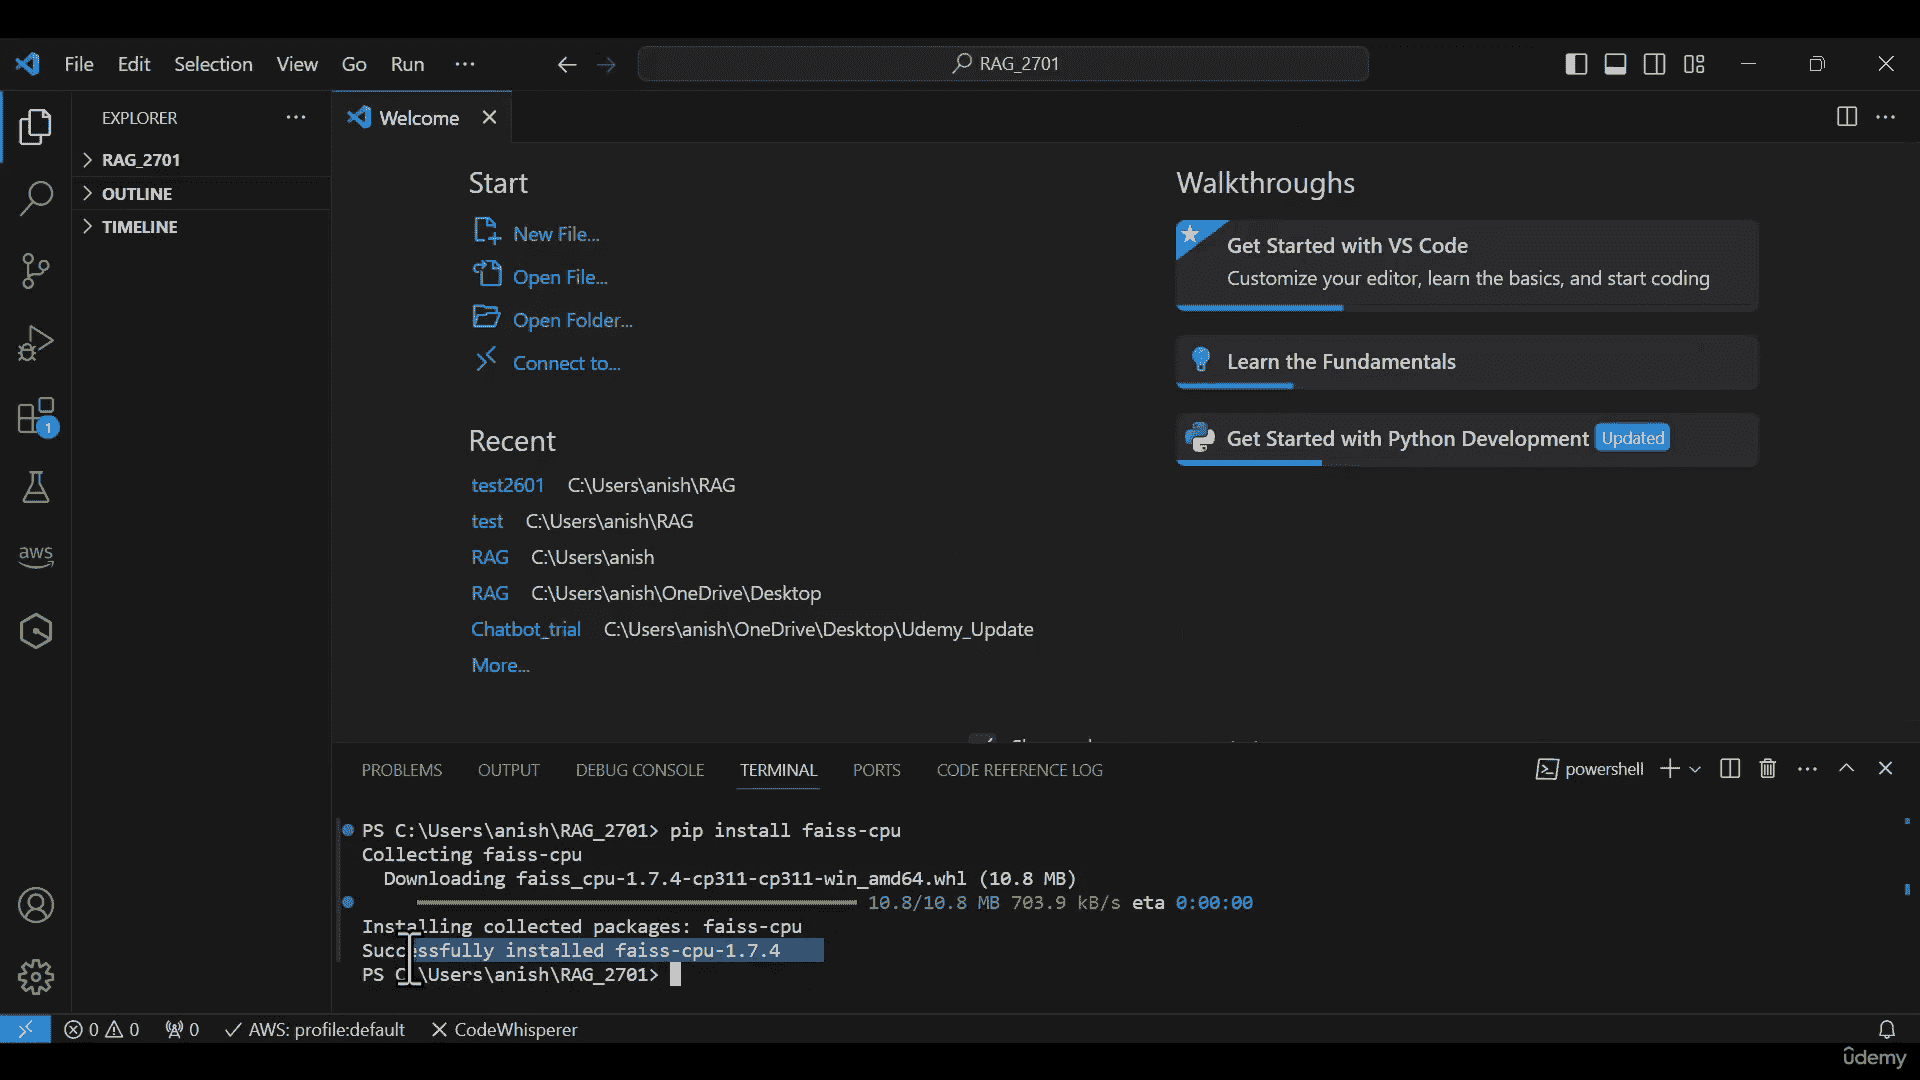 File Edit Selection View Go Run ···
RAG_2701
EXPLORER
RAG_2701
OUTLINE
TIMELINE
1
aws
Welcome
Start
New File...
Open File...
Open Folder...
Connect to...
Recent
test2601 C:\Users\anish\RAG
test C:\Users\anish\RAG
RAG C:\Users\anish
RAG C:\Users\anish\OneDrive\Desktop
Chatbot_trial C:\Users\anish\OneDrive\Desktop\Udemy_Update
More...
Walkthroughs
Get Started with VS Code
Customize your editor, learn the basics, and start coding
Learn the Fundamentals
Get Started with Python Development Updated
PROBLEMS OUTPUT DEBUG CONSOLE TERMINAL PORTS CODE REFERENCE LOG
powershell
PS C:\Users\anish\RAG_2701> pip install faiss-cpu
Collecting faiss-cpu
Downloading faiss_cpu-1.7.4-cp311-cp311-win_amd64.whl (10.8 MB)
10.8/10.8 MB 703.9 kB/s eta 0:00:00
Installing collected packages: faiss-cpu
Successfully installed faiss-cpu-1.7.4
PS C:\Users\anish\RAG_2701>
0 0 0 AWS: profile:default CodeWhisperer
ûdemy